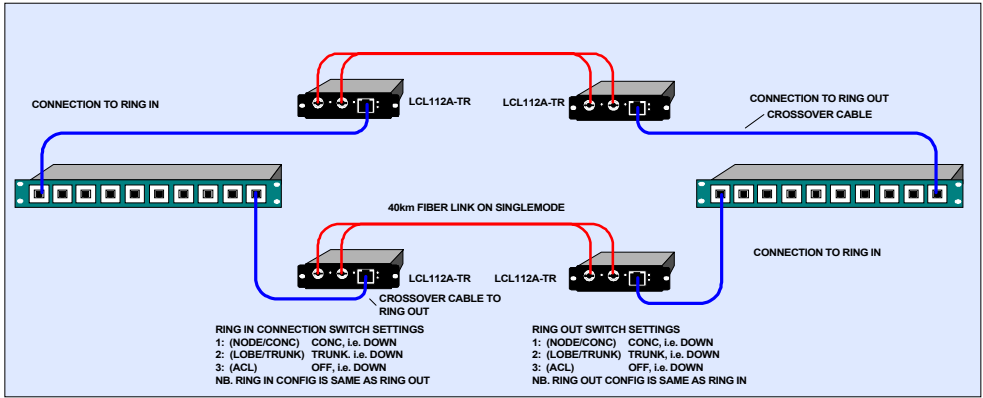 CONNECTION TO RING IN
LCL112A-TR
LCL112A-TR
CONNECTION TO RING OUT
CROSSOVER CABLE
40km FIBER LINK ON SINGLEMODE
CONNECTION TO RING IN
LCL112A-TR
LCL112A-TR
CROSSOVER CABLE TO
RING OUT
RING IN CONNECTION SWITCH SETTINGS
1: (NODE/CONC) CONC, i.e. DOWN
2: (LOBE/TRUNK) TRUNK. i.e. DOWN
3: (ACL) OFF, i.e. DOWN
NB. RING IN CONFIG IS SAME AS RING OUT
RING OUT SWITCH SETTINGS
1: (NODE/CONC) CONC, i.e. DOWN
2: (LOBE/TRUNK) TRUNK, i.e. DOWN
3: (ACL) OFF, i.e. DOWN
NB. RING OUT CONFIG IS SAME AS RING IN